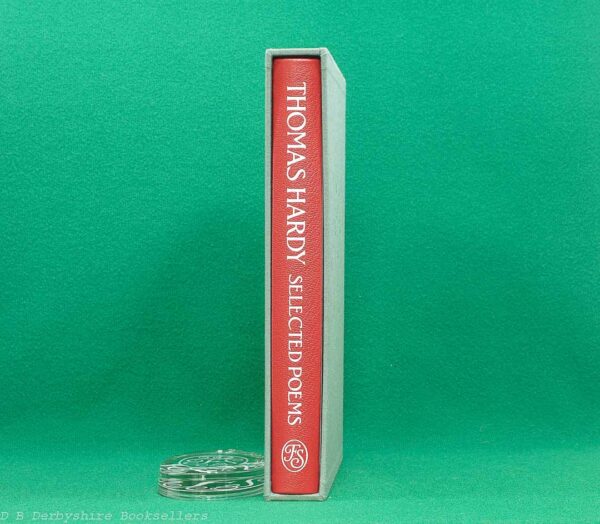 THOMAS HARDY SELECTED POEMS
FS
D B Derbyshire Booksellers